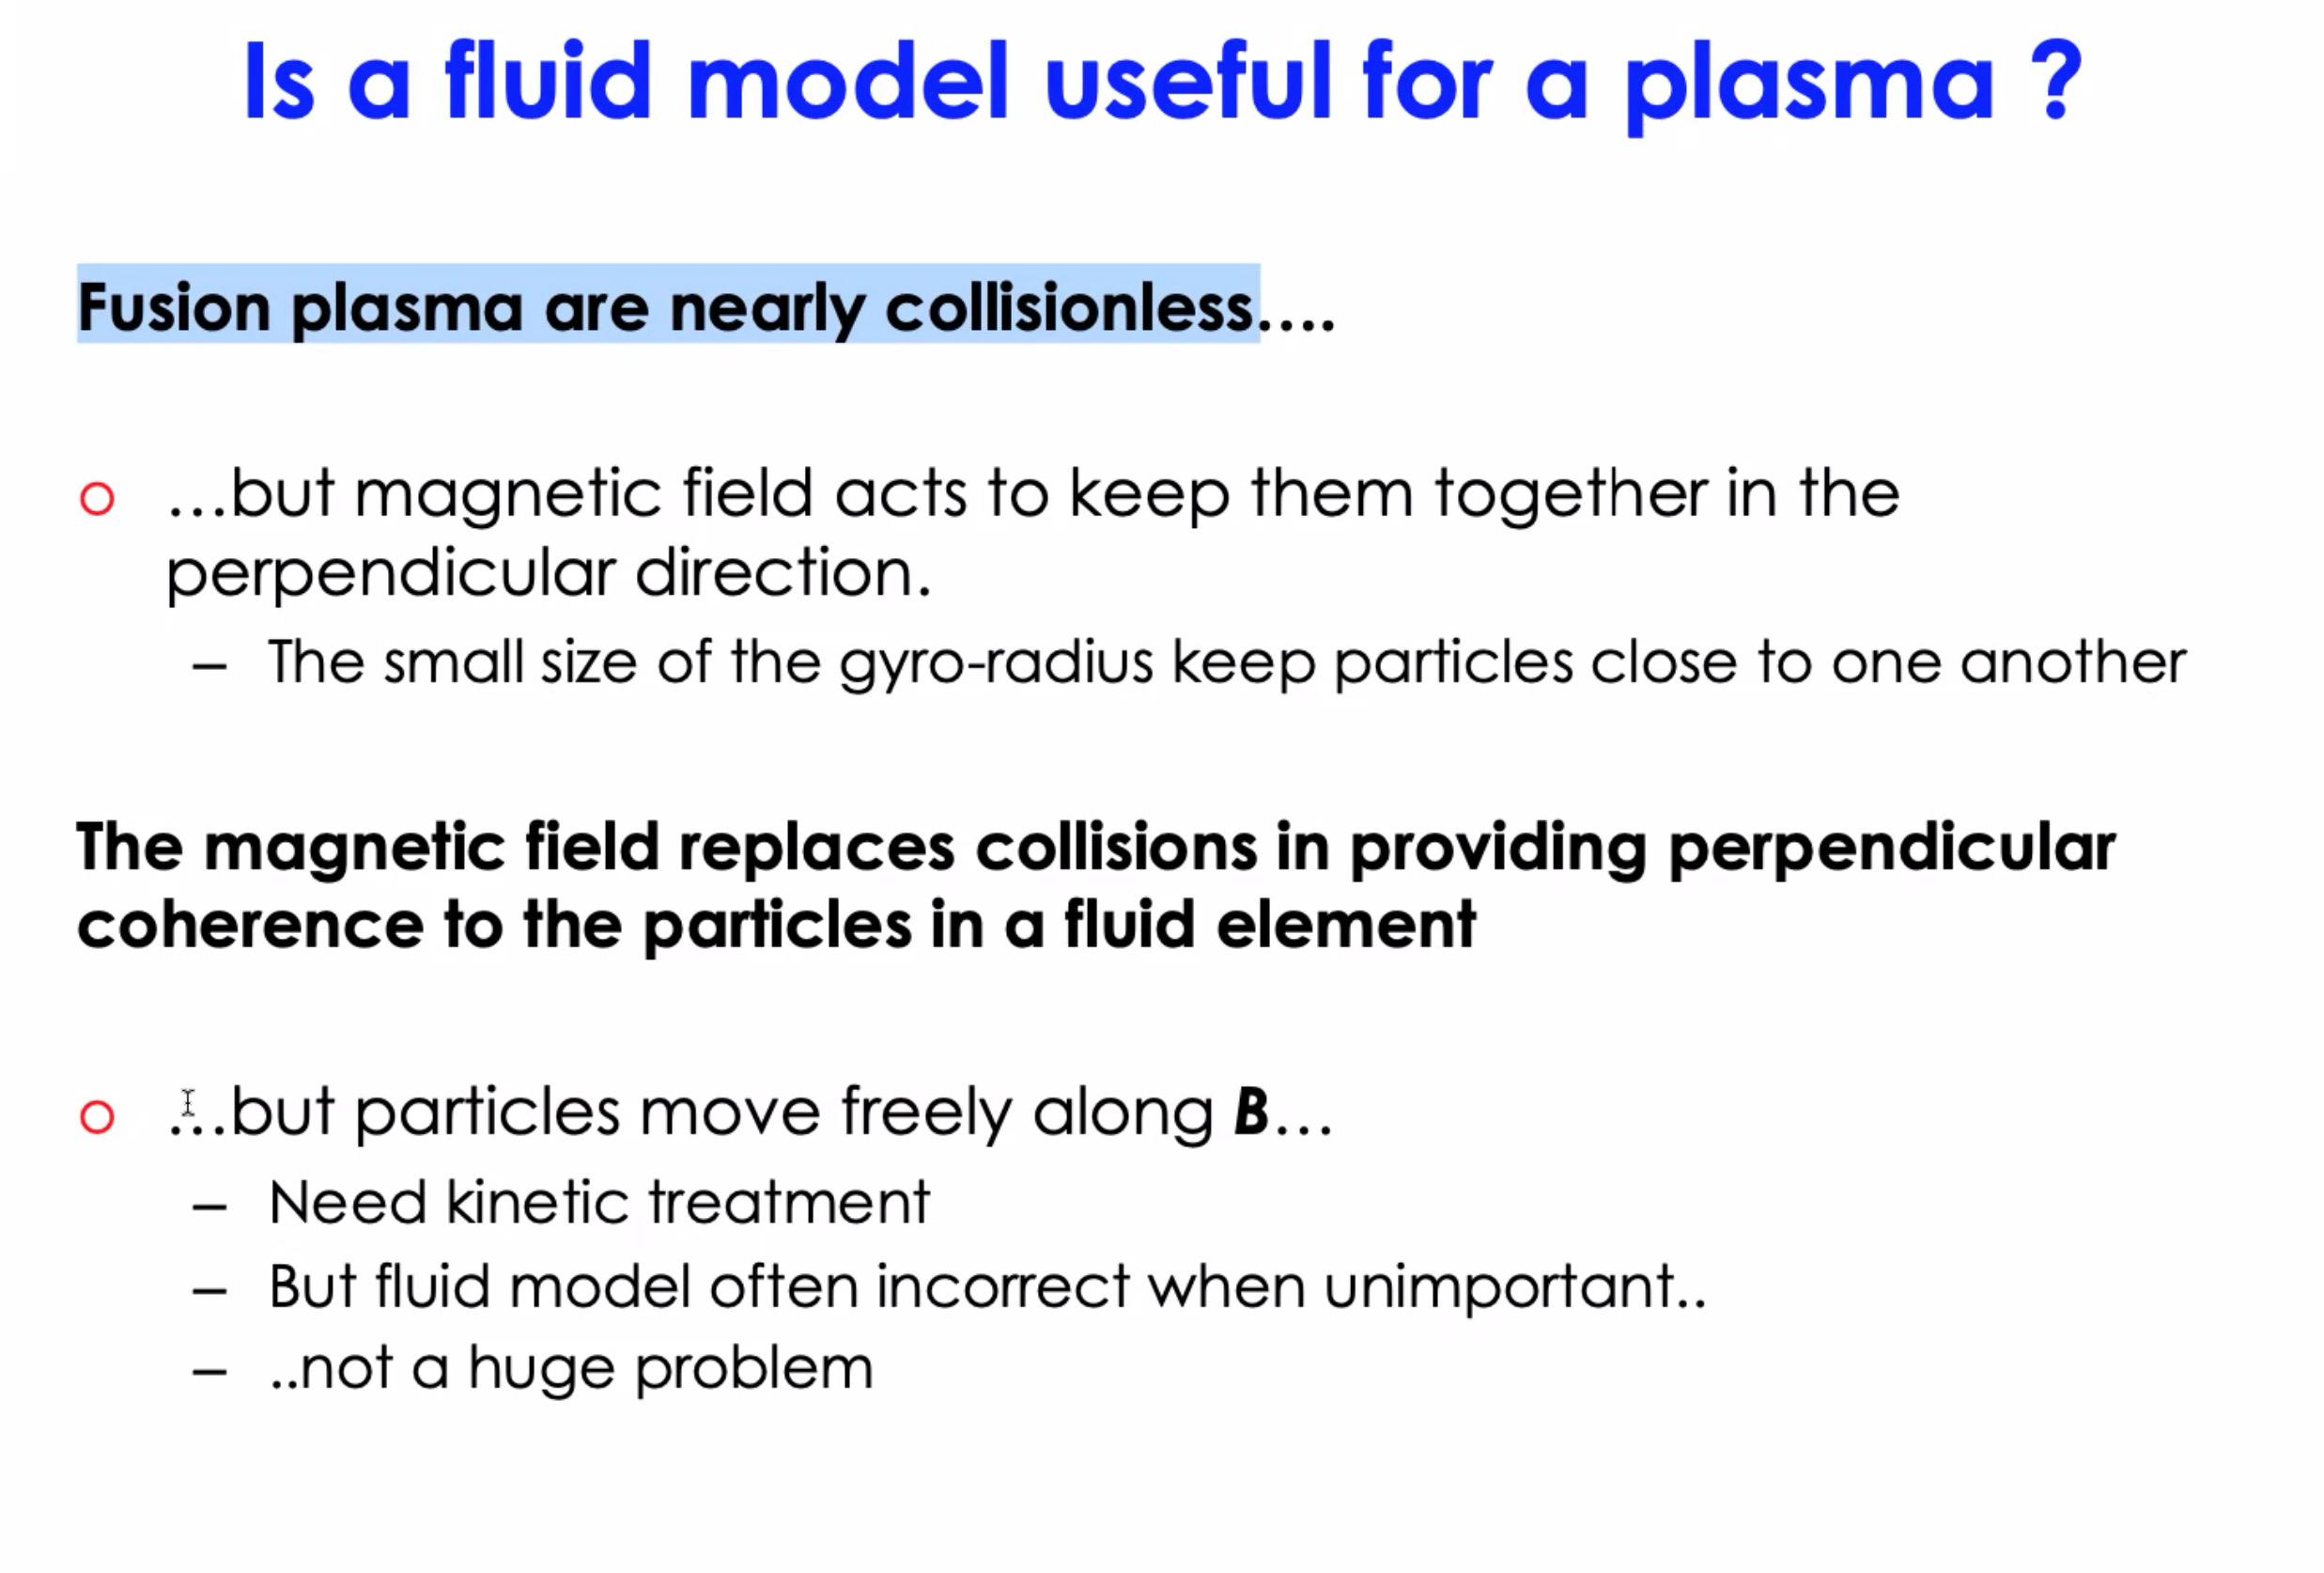 Is a fluid model useful for a plasma ?
Fusion plasma are nearly collisionless....
o ...but magnetic field acts to keep them together in the
perpendicular direction.
– The small size of the gyro-radius keep particles close to one another
The magnetic field replaces collisions in providing perpendicular
coherence to the particles in a fluid element
o ...but particles move freely along B...
– Need kinetic treatment
– But fluid model often incorrect when unimportant..
– ..not a huge problem